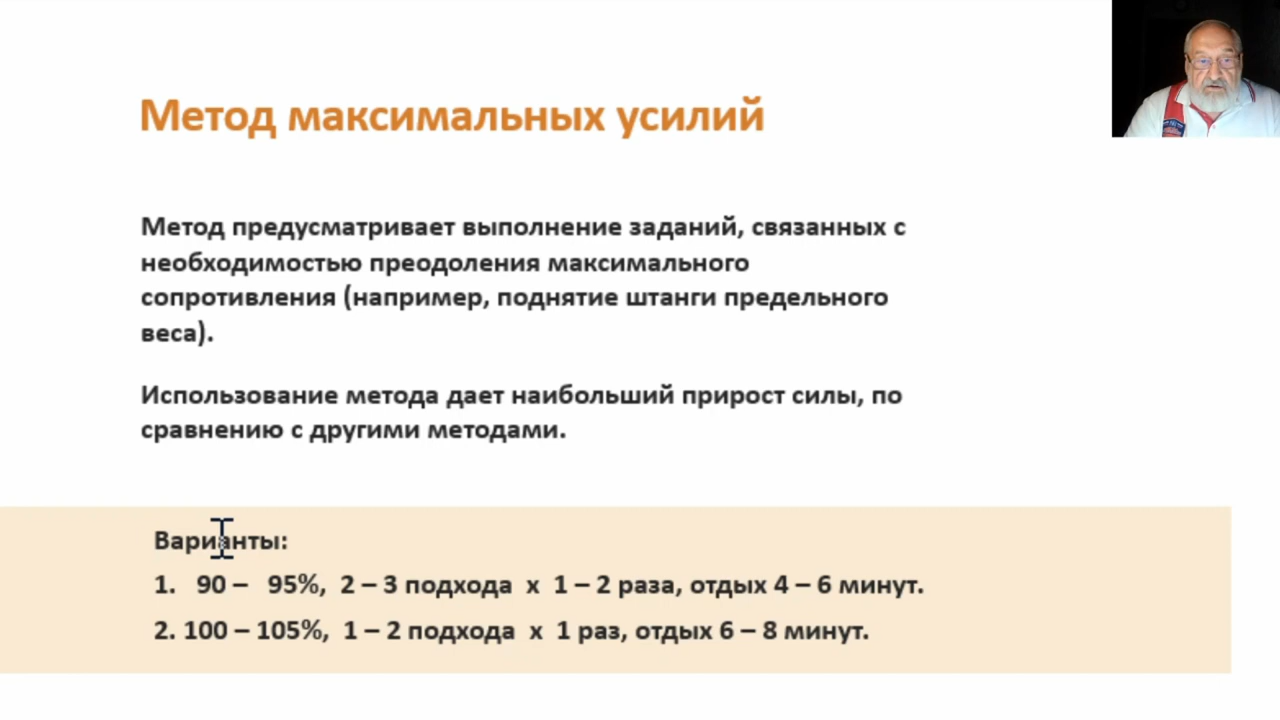 Метод максимальных усилий
Метод предусматривает выполнение заданий, связанных с
необходимостью преодоления максимального
сопротивления (например, поднятие штанги предельного
веса).
Использование метода дает наибольший прирост силы, по
сравнению с другими методами.
Варианты:
1. 90 – 95%, 2 – 3 подхода х 1 – 2 раза, отдых 4 – 6 минут.
2. 100 – 105%, 1 – 2 подхода х 1 раз, отдых 6 – 8 минут.